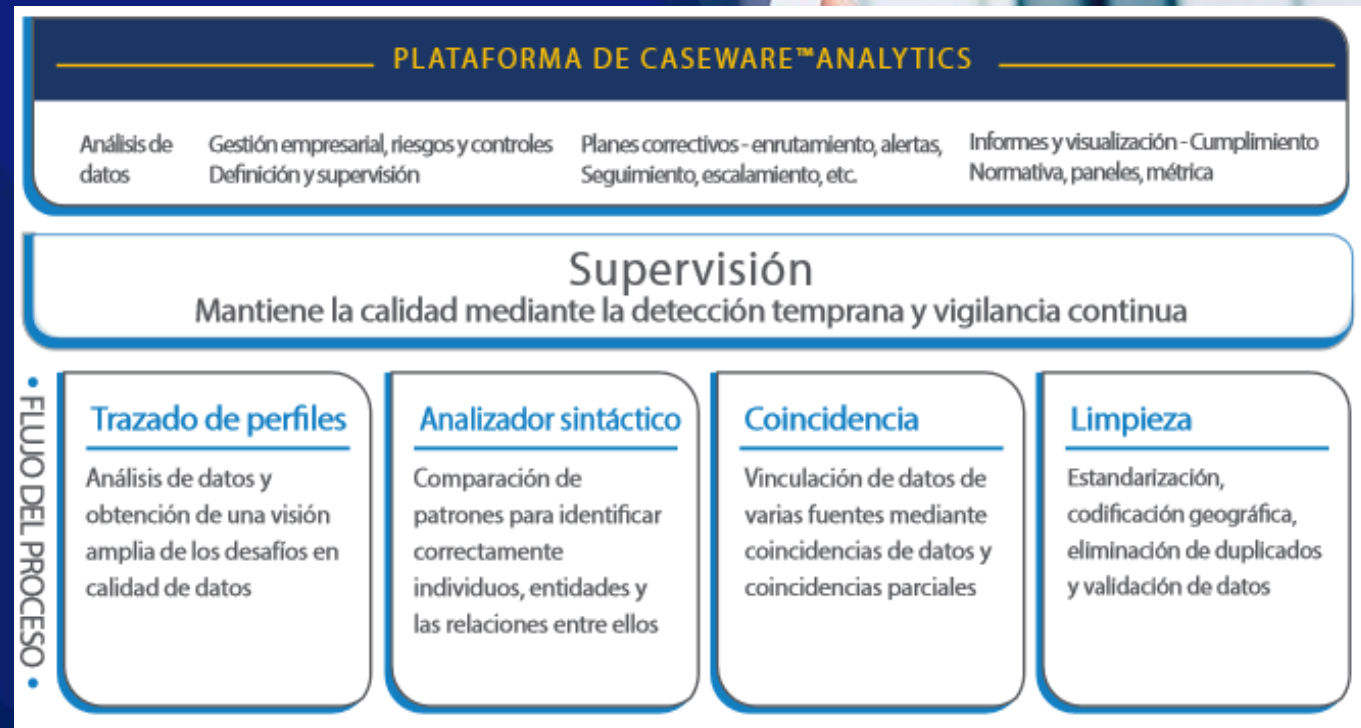 PLATAFORMA DE CASEWARE™ANALYTICS
Análisis de
datos
Gestión empresarial, riesgos y controles
Definición y supervisión
Planes correctivos - enrutamiento, alertas,
Seguimiento, escalamiento, etc.
Informes y visualización - Cumplimiento
Normativa, paneles, métrica
Supervisión
Mantiene la calidad mediante la detección temprana y vigilancia continua
• FLUJO DEL PROCESO •
Trazado de perfiles
Análisis de datos y
obtención de una visión
amplia de los desafíos en
calidad de datos
Analizador sintáctico
Comparación de
patrones para identificar
correctamente
individuos, entidades y
las relaciones entre ellos
Coincidencia
Vinculación de datos de
varias fuentes mediante
coincidencias de datos y
coincidencias parciales
Limpieza
Estandarización,
codificación geográfica,
eliminación de duplicados
y validación de datos